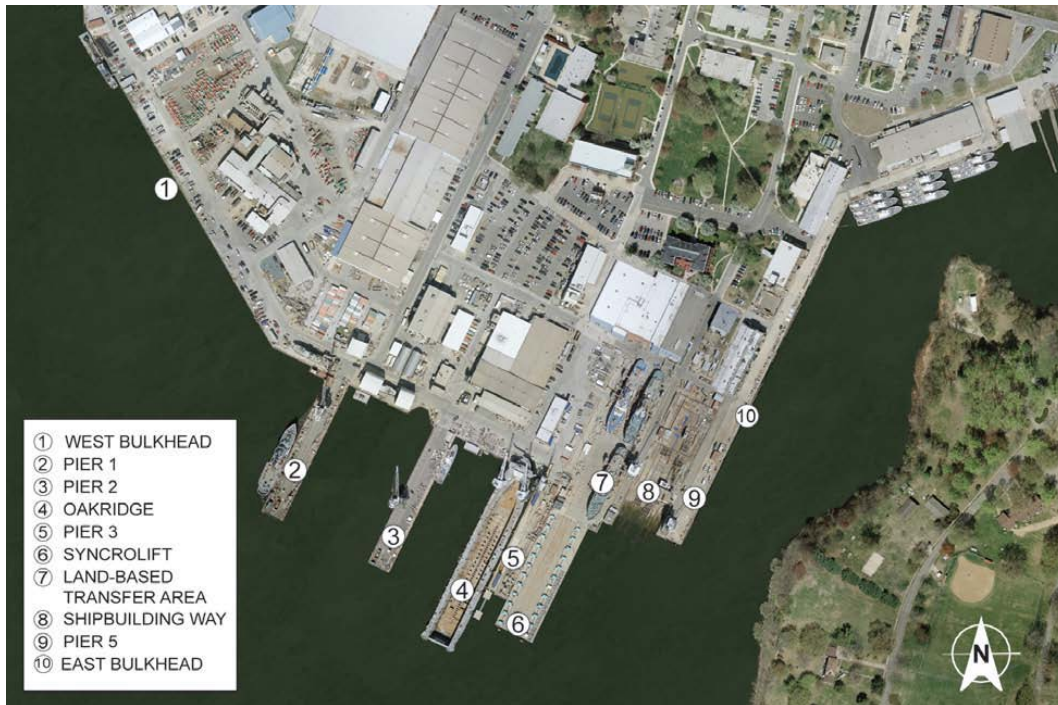 1
2
3
4
5
6
7
8
9
10
① WEST BULKHEAD
② PIER 1
③ PIER 2
④ OAKRIDGE
⑤ PIER 3
⑥ SYNCROLIFT
⑦ LAND-BASED
TRANSFER AREA
⑧ SHIPBUILDING WAY
⑨ PIER 5
⑩ EAST BULKHEAD
N